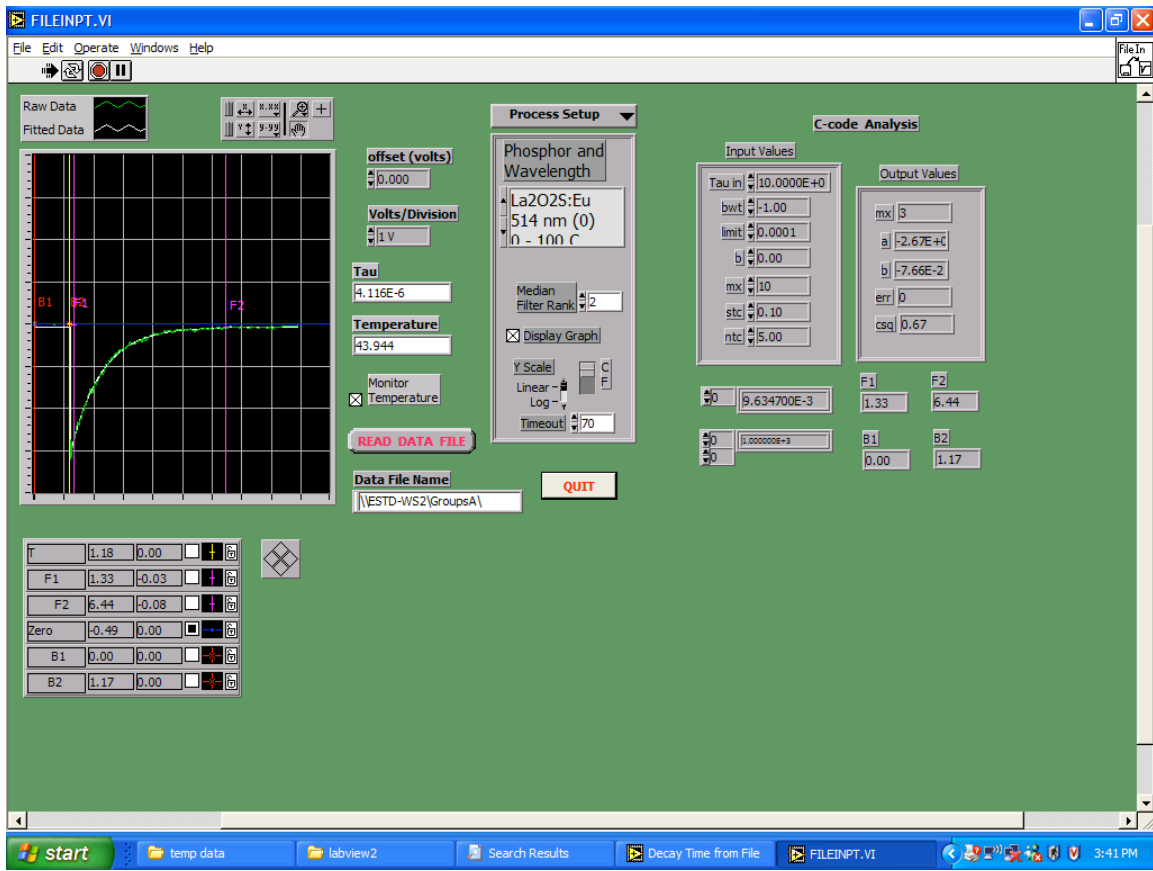 FILEINPT.VI
File Edit Operate Windows Help
File In
Raw Data
Fitted Data
X X.XX
Y Y.YY
B1 B2 F1 F2
offset (volts)
0.000
Volts/Division
1 V
Tau
4.116E-6
Temperature
43.944
Monitor
Temperature
READ DATA FILE
Data File Name
\\ESTD-WS2\GroupsA\
Process Setup
Phosphor and
Wavelength
La2O2S:Eu
514 nm (0)
0 - 100 C
Median
Filter Rank 2
Display Graph
Y Scale
Linear
Log
C
F
Timeout 70
QUIT
C-code Analysis
Input Values
Tau in 10.0000E+0
bwt -1.00
limit 0.0001
b 0.00
mx 10
stc 0.10
ntc 5.00
Output Values
mx 3
a -2.67E+0
b -7.66E-2
err 0
csq 0.67
0 9.634700E-3
0 1.000000E+3
0
F1 F2
1.33 6.44
B1 B2
0.00 1.17
T 1.18 0.00
F1 1.33 -0.03
F2 6.44 -0.08
Zero -0.49 0.00
B1 0.00 0.00
B2 1.17 0.00
start temp data labview2 Search Results Decay Time from File FILEINPT.VI 3:41 PM